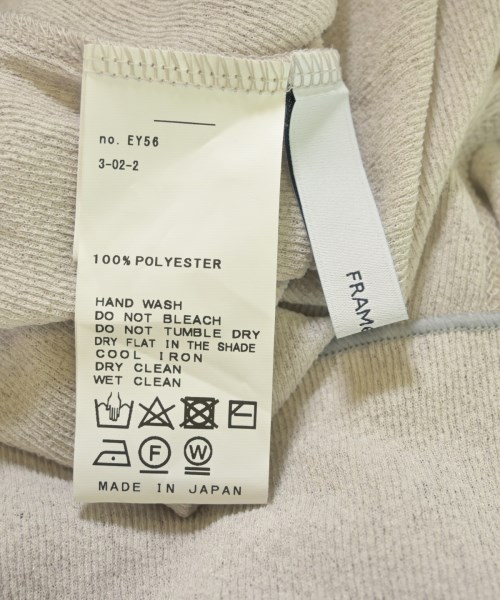 no. EY56
3-02-2
100% POLYESTER
HAND WASH
DO NOT BLEACH
DO NOT TUMBLE DRY
DRY FLAT IN THE SHADE
COOL IRON
DRY CLEAN
WET CLEAN
F W
MADE IN JAPAN